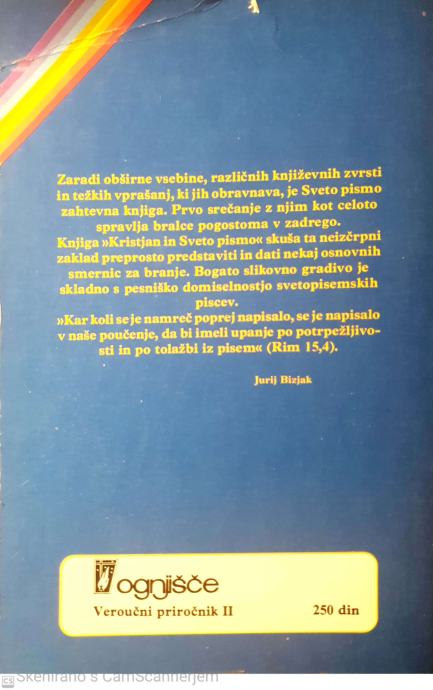 Zaradi obširne vsebine, različnih književnih zvrsti
in težkih vprašanj, ki jih obravnava, je Sveto pismo
zahtevna knjiga. Prvo srečanje z njim kot celoto
spravlja bralce pogostoma v zadrego.
Knjiga »Kristjan in Sveto pismo« skuša ta neizčrpni
zaklad preprosto predstaviti in dati nekaj osnovnih
smernic za branje. Bogato slikovno gradivo je
skladno s pesniško domiselnostjo svetopisemskih
piscev.
»Kar koli se je namreč poprej napisalo, se je napisalo
v naše poučenje, da bi imeli upanje po potrpežljivo-
sti in po tolažbi iz pisem« (Rim 15,4).
Jurij Bizjak
ognjišče
Veroučni priročnik II 250 din
CS Skenirano s CamScannerjem